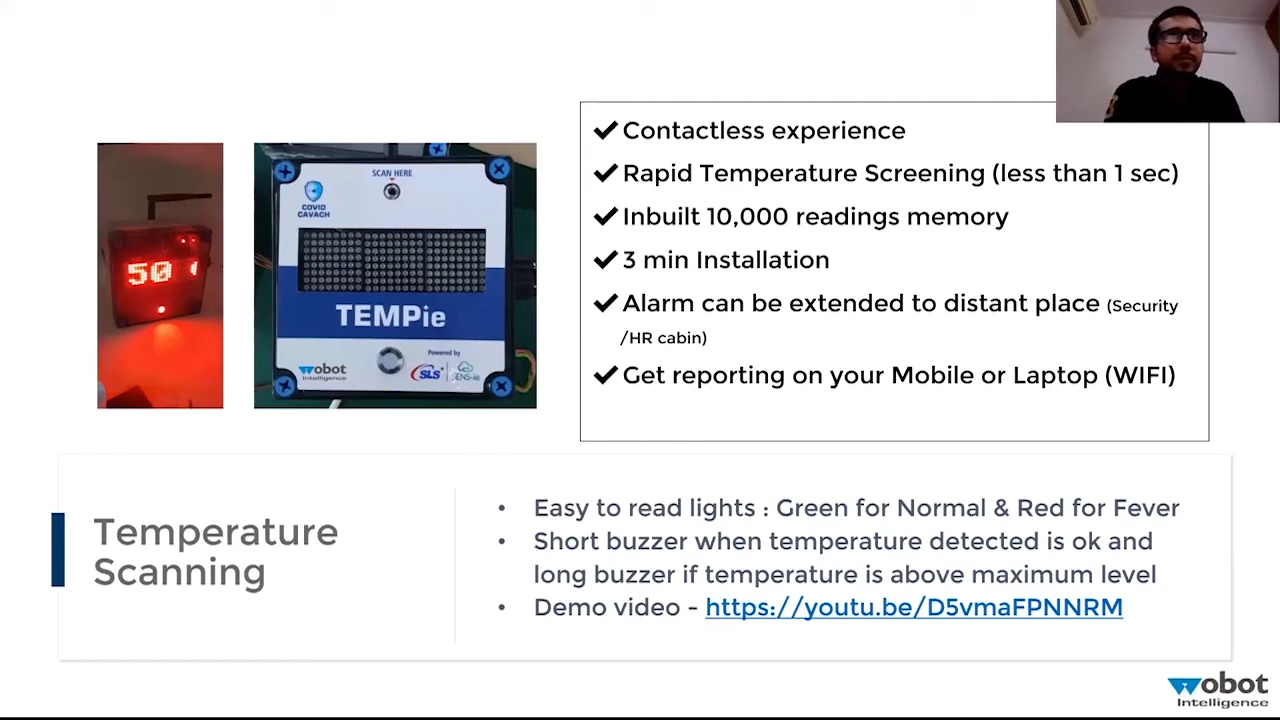 50
SCAN HERE
COVID
CAVACH
TEMPie
Powered by
wobot
Intelligence
SLS
SENS-ie
Contactless experience
Rapid Temperature Screening (less than 1 sec)
Inbuilt 10,000 readings memory
3 min Installation
Alarm can be extended to distant place (Security
/HR cabin)
Get reporting on your Mobile or Laptop (WIFI)
Temperature
Scanning
• Easy to read lights : Green for Normal & Red for Fever
• Short buzzer when temperature detected is ok and
long buzzer if temperature is above maximum level
• Demo video - https://youtu.be/D5vmaFPNNRM
wobot
Intelligence